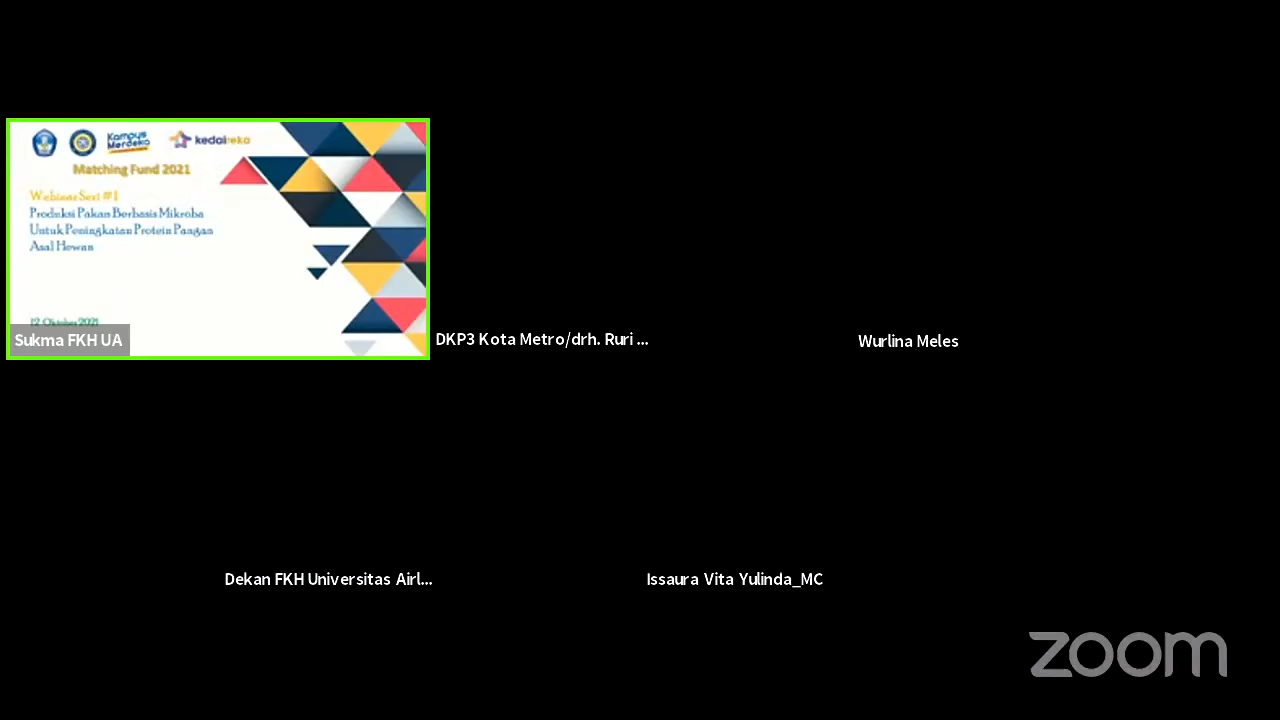 Kampus
Merdeka
kedaireka
Matching Fund 2021
Webinar Seri #1
Produksi Pakan Berbasis Mikroba
Untuk Peningkatan Protein Pangan
Asal Hewan
12 Oktober 2021
Sukma FKH UA
DKP3 Kota Metro/drh. Ruri ...
Wurlina Meles
Dekan FKH Universitas Airl...
Issaura Vita Yulinda_MC
zoom